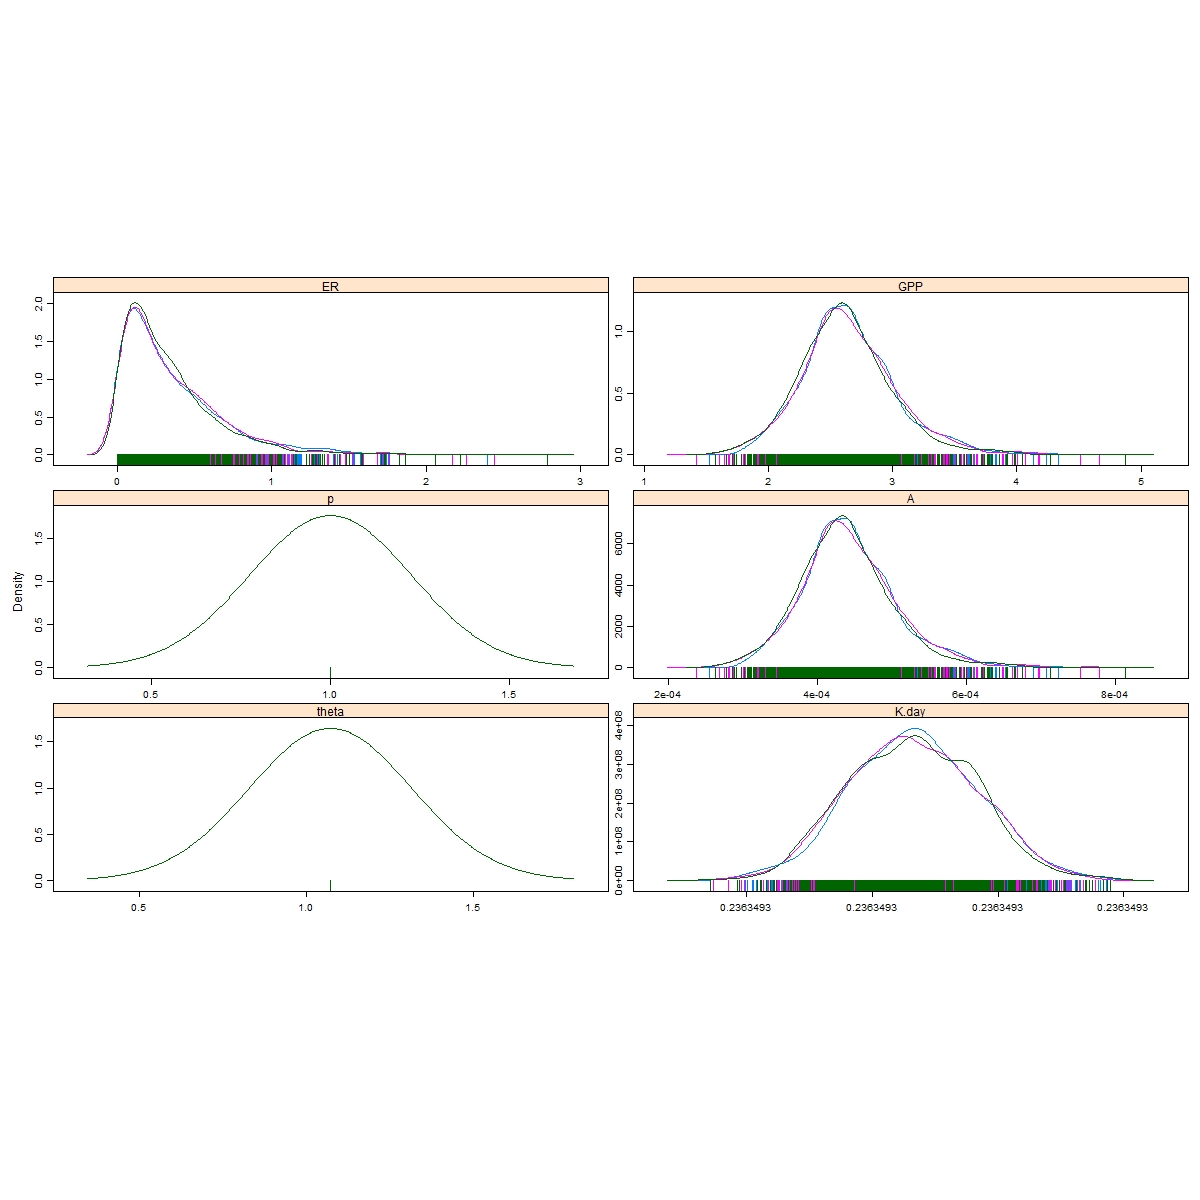 ER
GPP
0.0 0.5 1.0 1.5 2.0
0.0 0.5 1.0
0 1 2 3
1 2 3 4 5
p
A
Density
0.0 0.5 1.0 1.5
0 2000 4000 6000
0.5 1.0 1.5
2e-04 4e-04 6e-04 8e-04
theta
K.day
0.0 0.5 1.0 1.5
0e+00 1e+08 2e+08 3e+08 4e+08
0.5 1.0 1.5
0.2363493 0.2363493 0.2363493 0.2363493